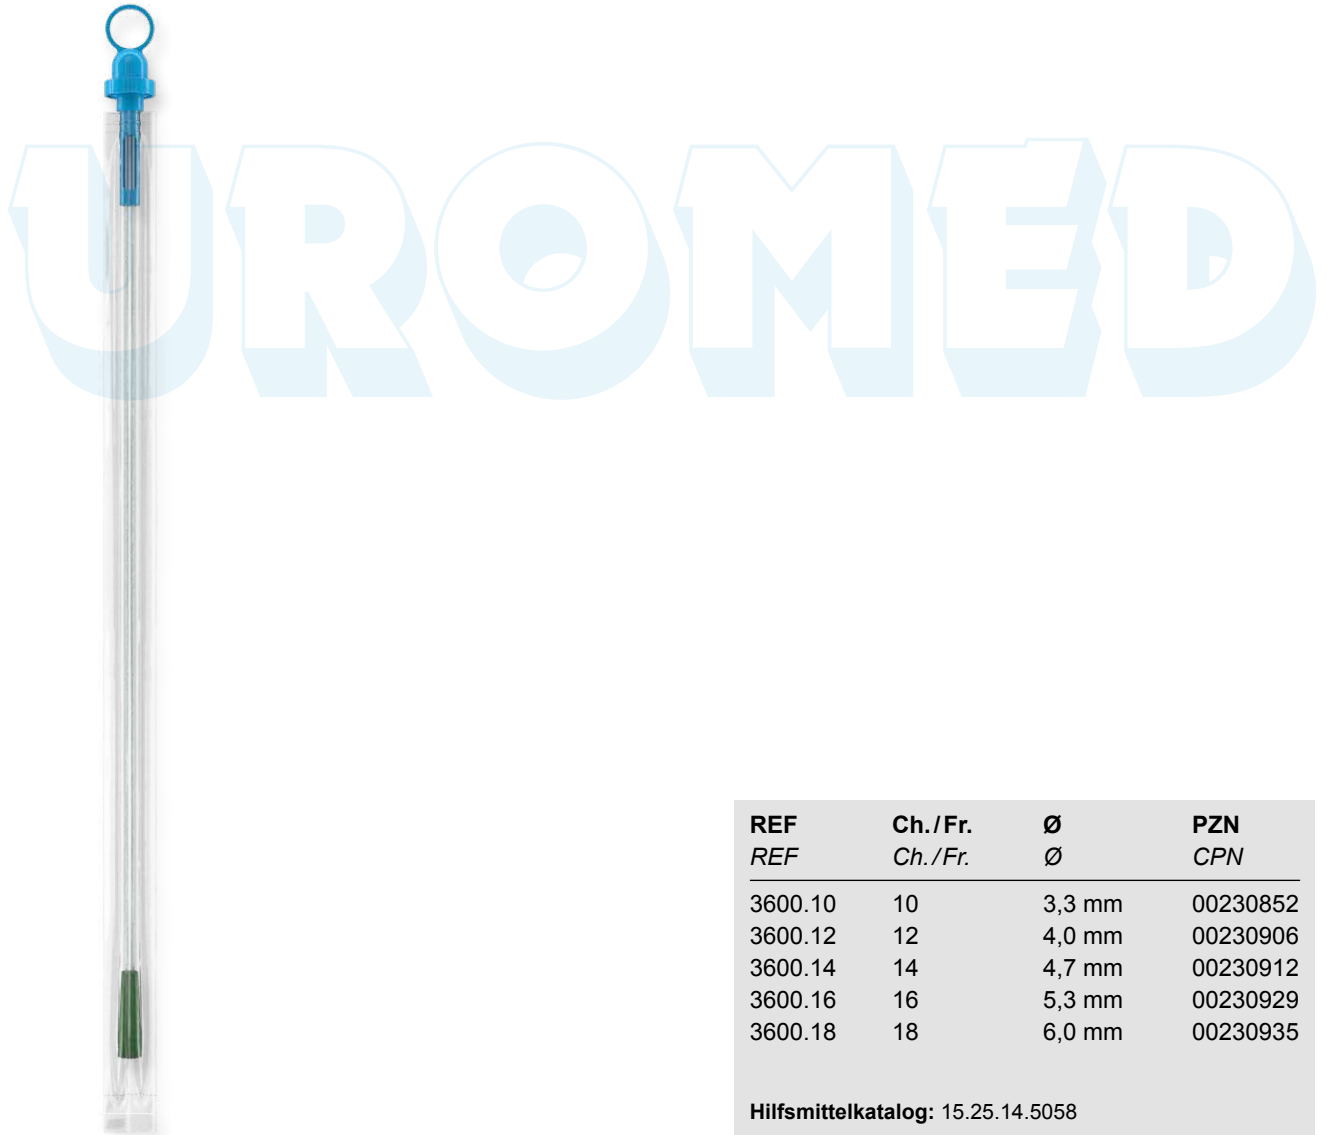 UROMED
REF Ch./Fr. Ø PZN
REF Ch./Fr. Ø CPN
3600.10 10 3,3 mm 00230852
3600.12 12 4,0 mm 00230906
3600.14 14 4,7 mm 00230912
3600.16 16 5,3 mm 00230929
3600.18 18 6,0 mm 00230935
Hilfsmittelkatalog: 15.25.14.5058